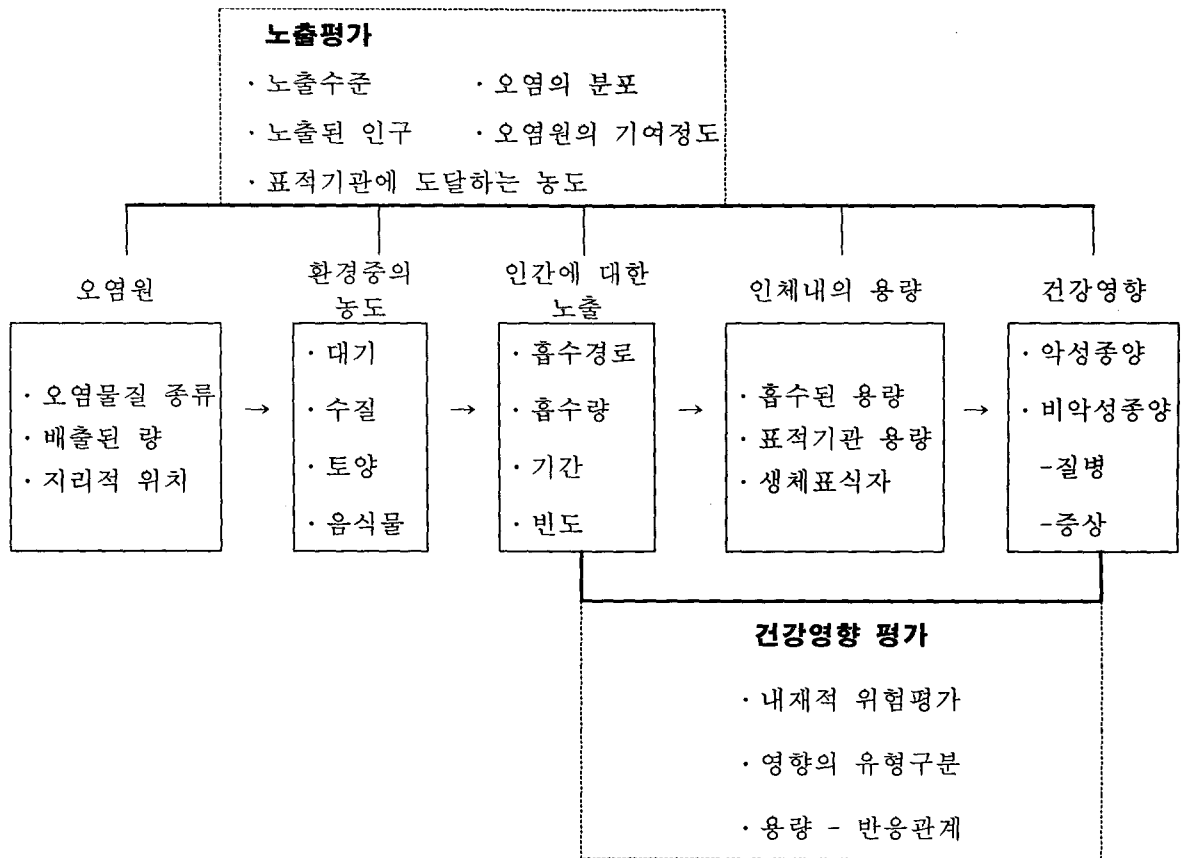 노출평가
· 노출수준 · 오염의 분포
· 노출된 인구 · 오염원의 기여정도
· 표적기관에 도달하는 농도
오염원
· 오염물질 종류
· 배출된 량
· 지리적 위치
→
환경중의
농도
· 대기
· 수질
· 토양
· 음식물
→
인간에 대한
노출
· 흡수경로
· 흡수량
· 기간
· 빈도
→
인체내의 용량
· 흡수된 용량
· 표적기관 용량
· 생체표식자
→
건강영향
· 악성종양
· 비악성종양
-질병
-증상
건강영향 평가
· 내재적 위험평가
· 영향의 유형구분
· 용량 - 반응관계